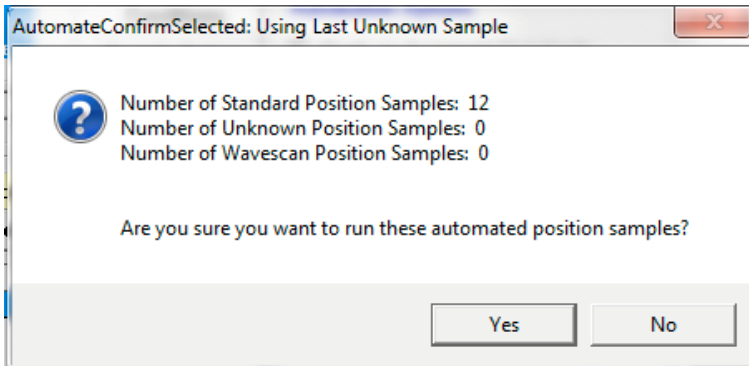 AutomateConfirmSelected: Using Last Unknown Sample
Number of Standard Position Samples: 12
Number of Unknown Position Samples: 0
Number of Wavescan Position Samples: 0
Are you sure you want to run these automated position samples?
Yes
No